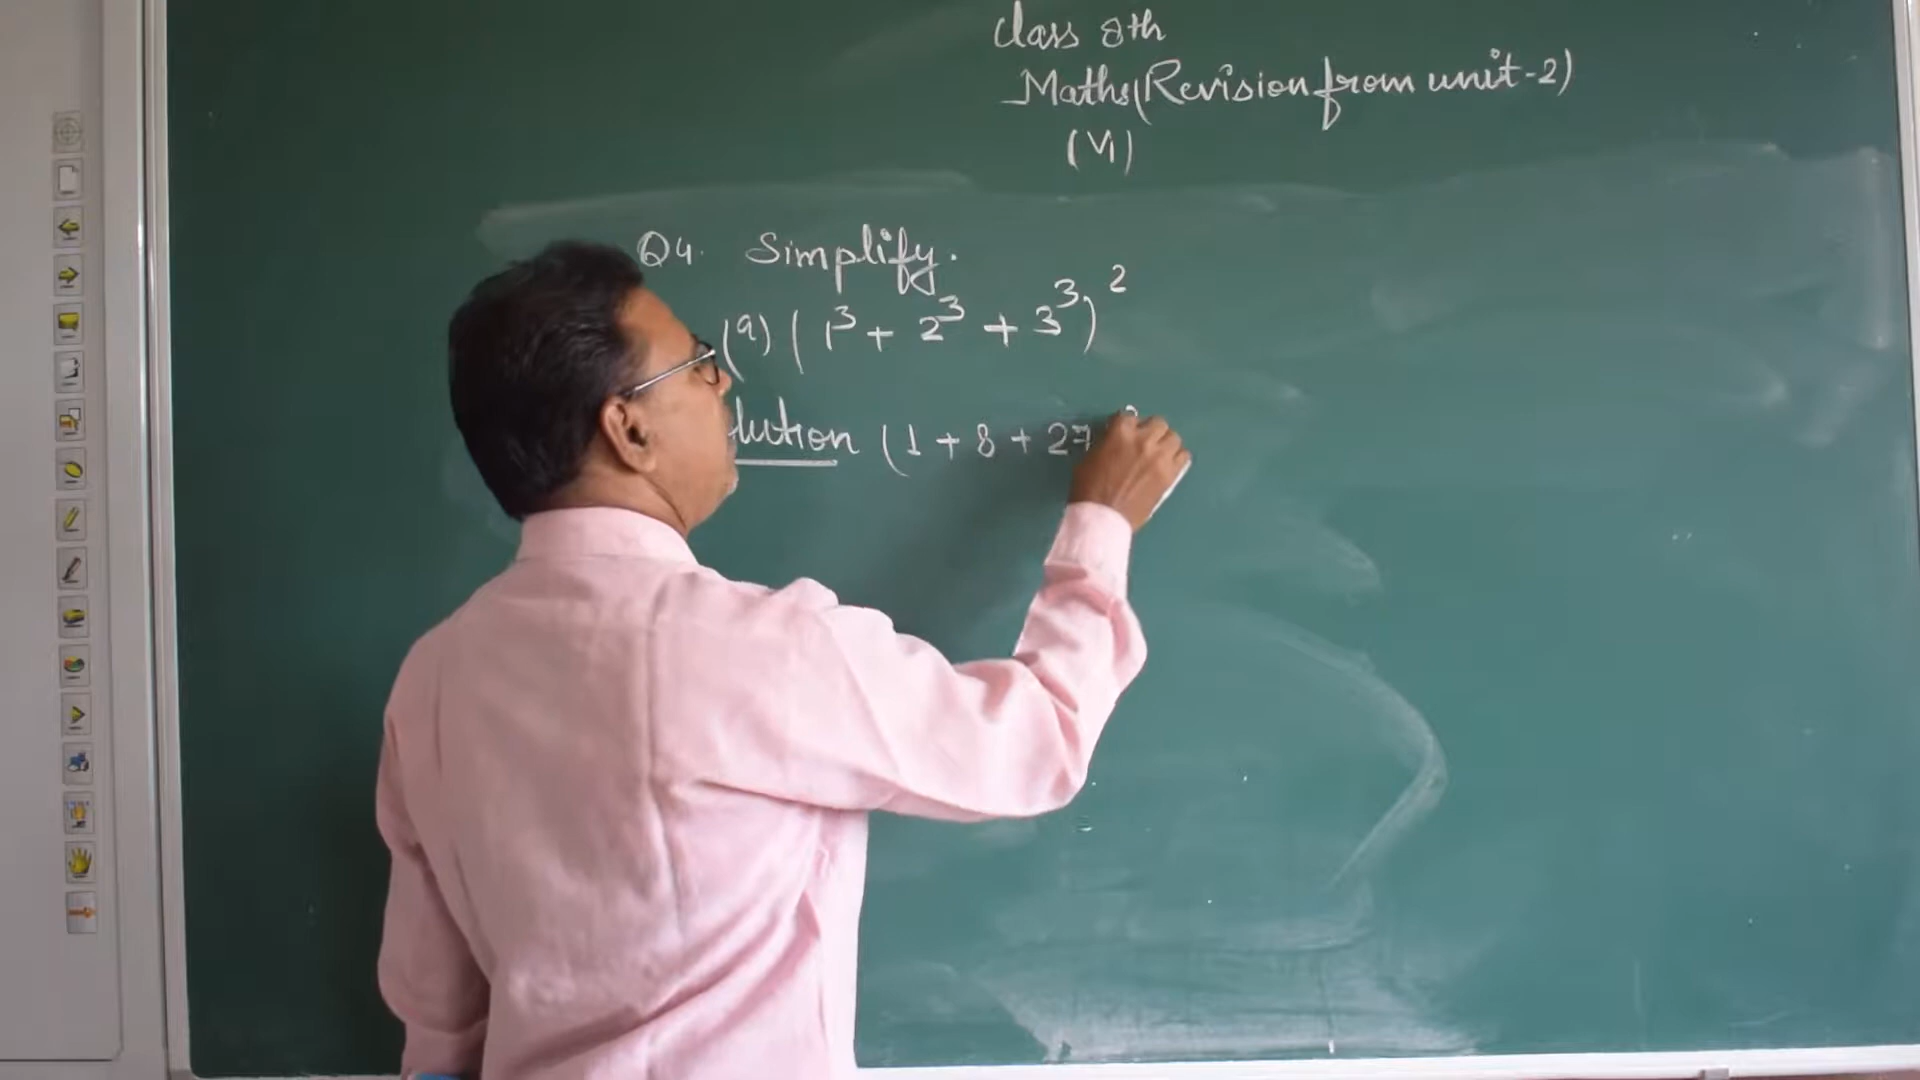 Class 8th
Maths (Revision from unit-2)
(VI)
Q4. Simplify.
(a) (1³ + 2³ + 3³)²
lution (1 + 8 + 27